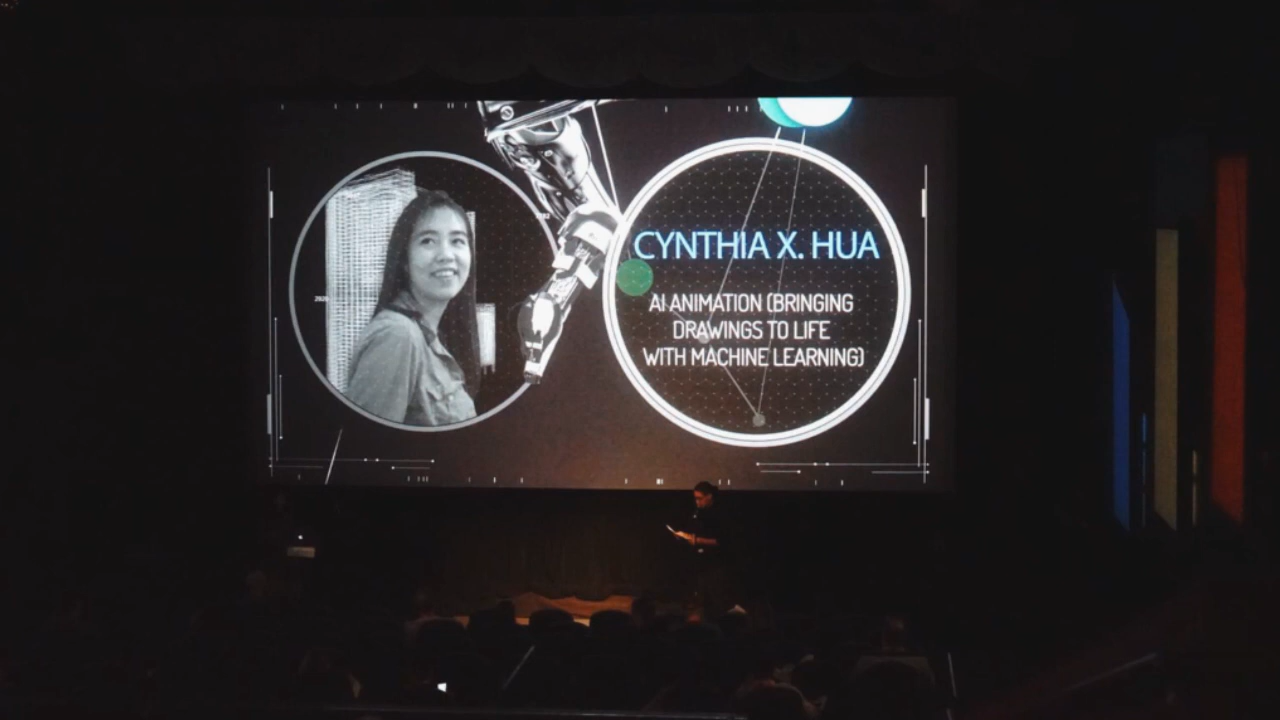 CYNTHIA X. HUA
AI ANIMATION (BRINGING
DRAWINGS TO LIFE
WITH MACHINE LEARNING)